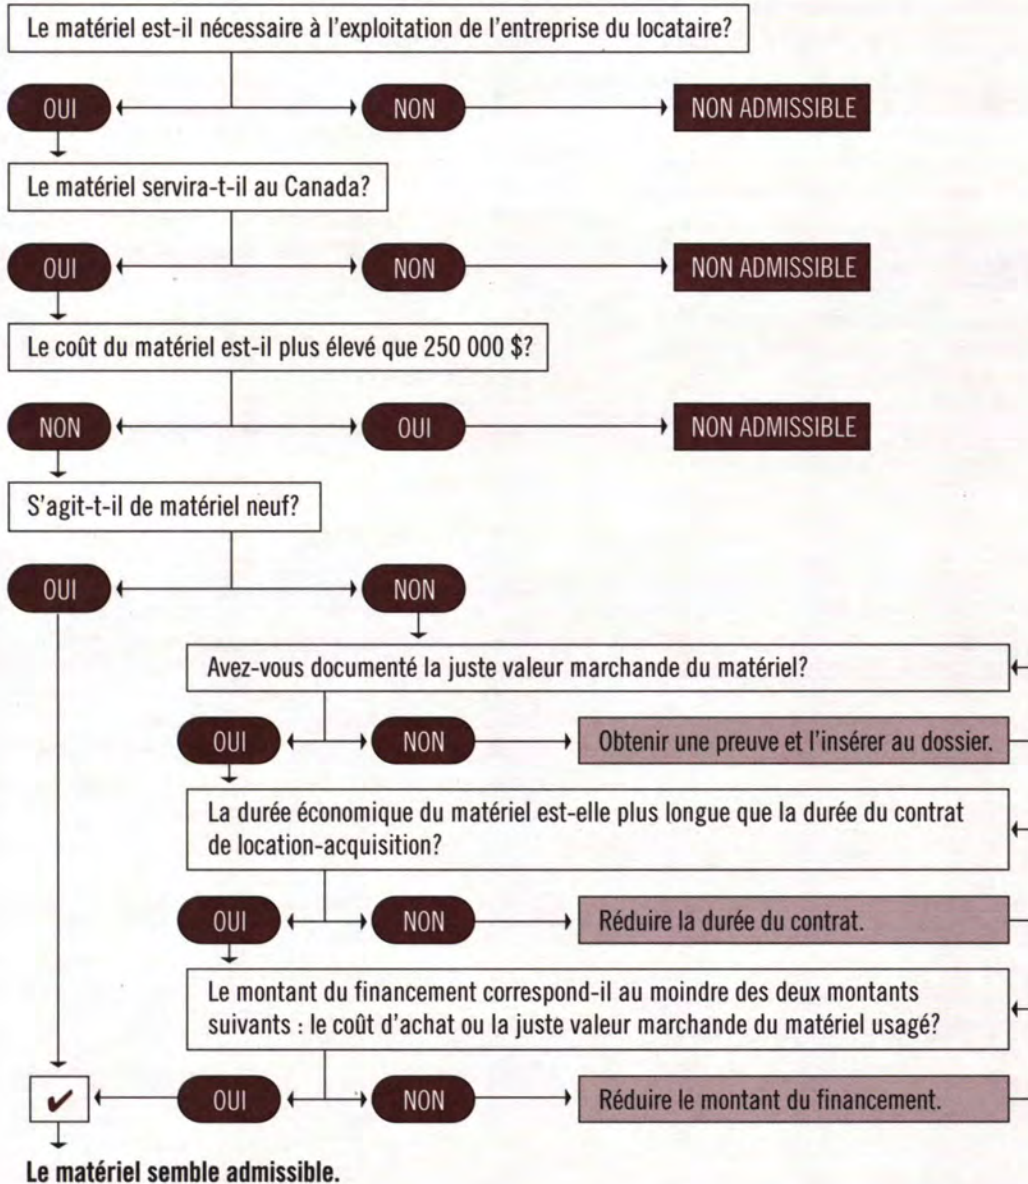 Le matériel est-il nécessaire à l'exploitation de l'entreprise du locataire?
OUI NON NON ADMISSIBLE
Le matériel servira-t-il au Canada?
OUI NON NON ADMISSIBLE
Le coût du matériel est-il plus élevé que 250 000 $?
NON OUI NON ADMISSIBLE
S'agit-t-il de matériel neuf?
OUI NON
Avez-vous documenté la juste valeur marchande du matériel?
OUI NON Obtenir une preuve et l'insérer au dossier.
La durée économique du matériel est-elle plus longue que la durée du contrat
de location-acquisition?
OUI NON Réduire la durée du contrat.
Le montant du financement correspond-il au moindre des deux montants
suivants : le coût d'achat ou la juste valeur marchande du matériel usagé?
✔ OUI NON Réduire le montant du financement.
Le matériel semble admissible.